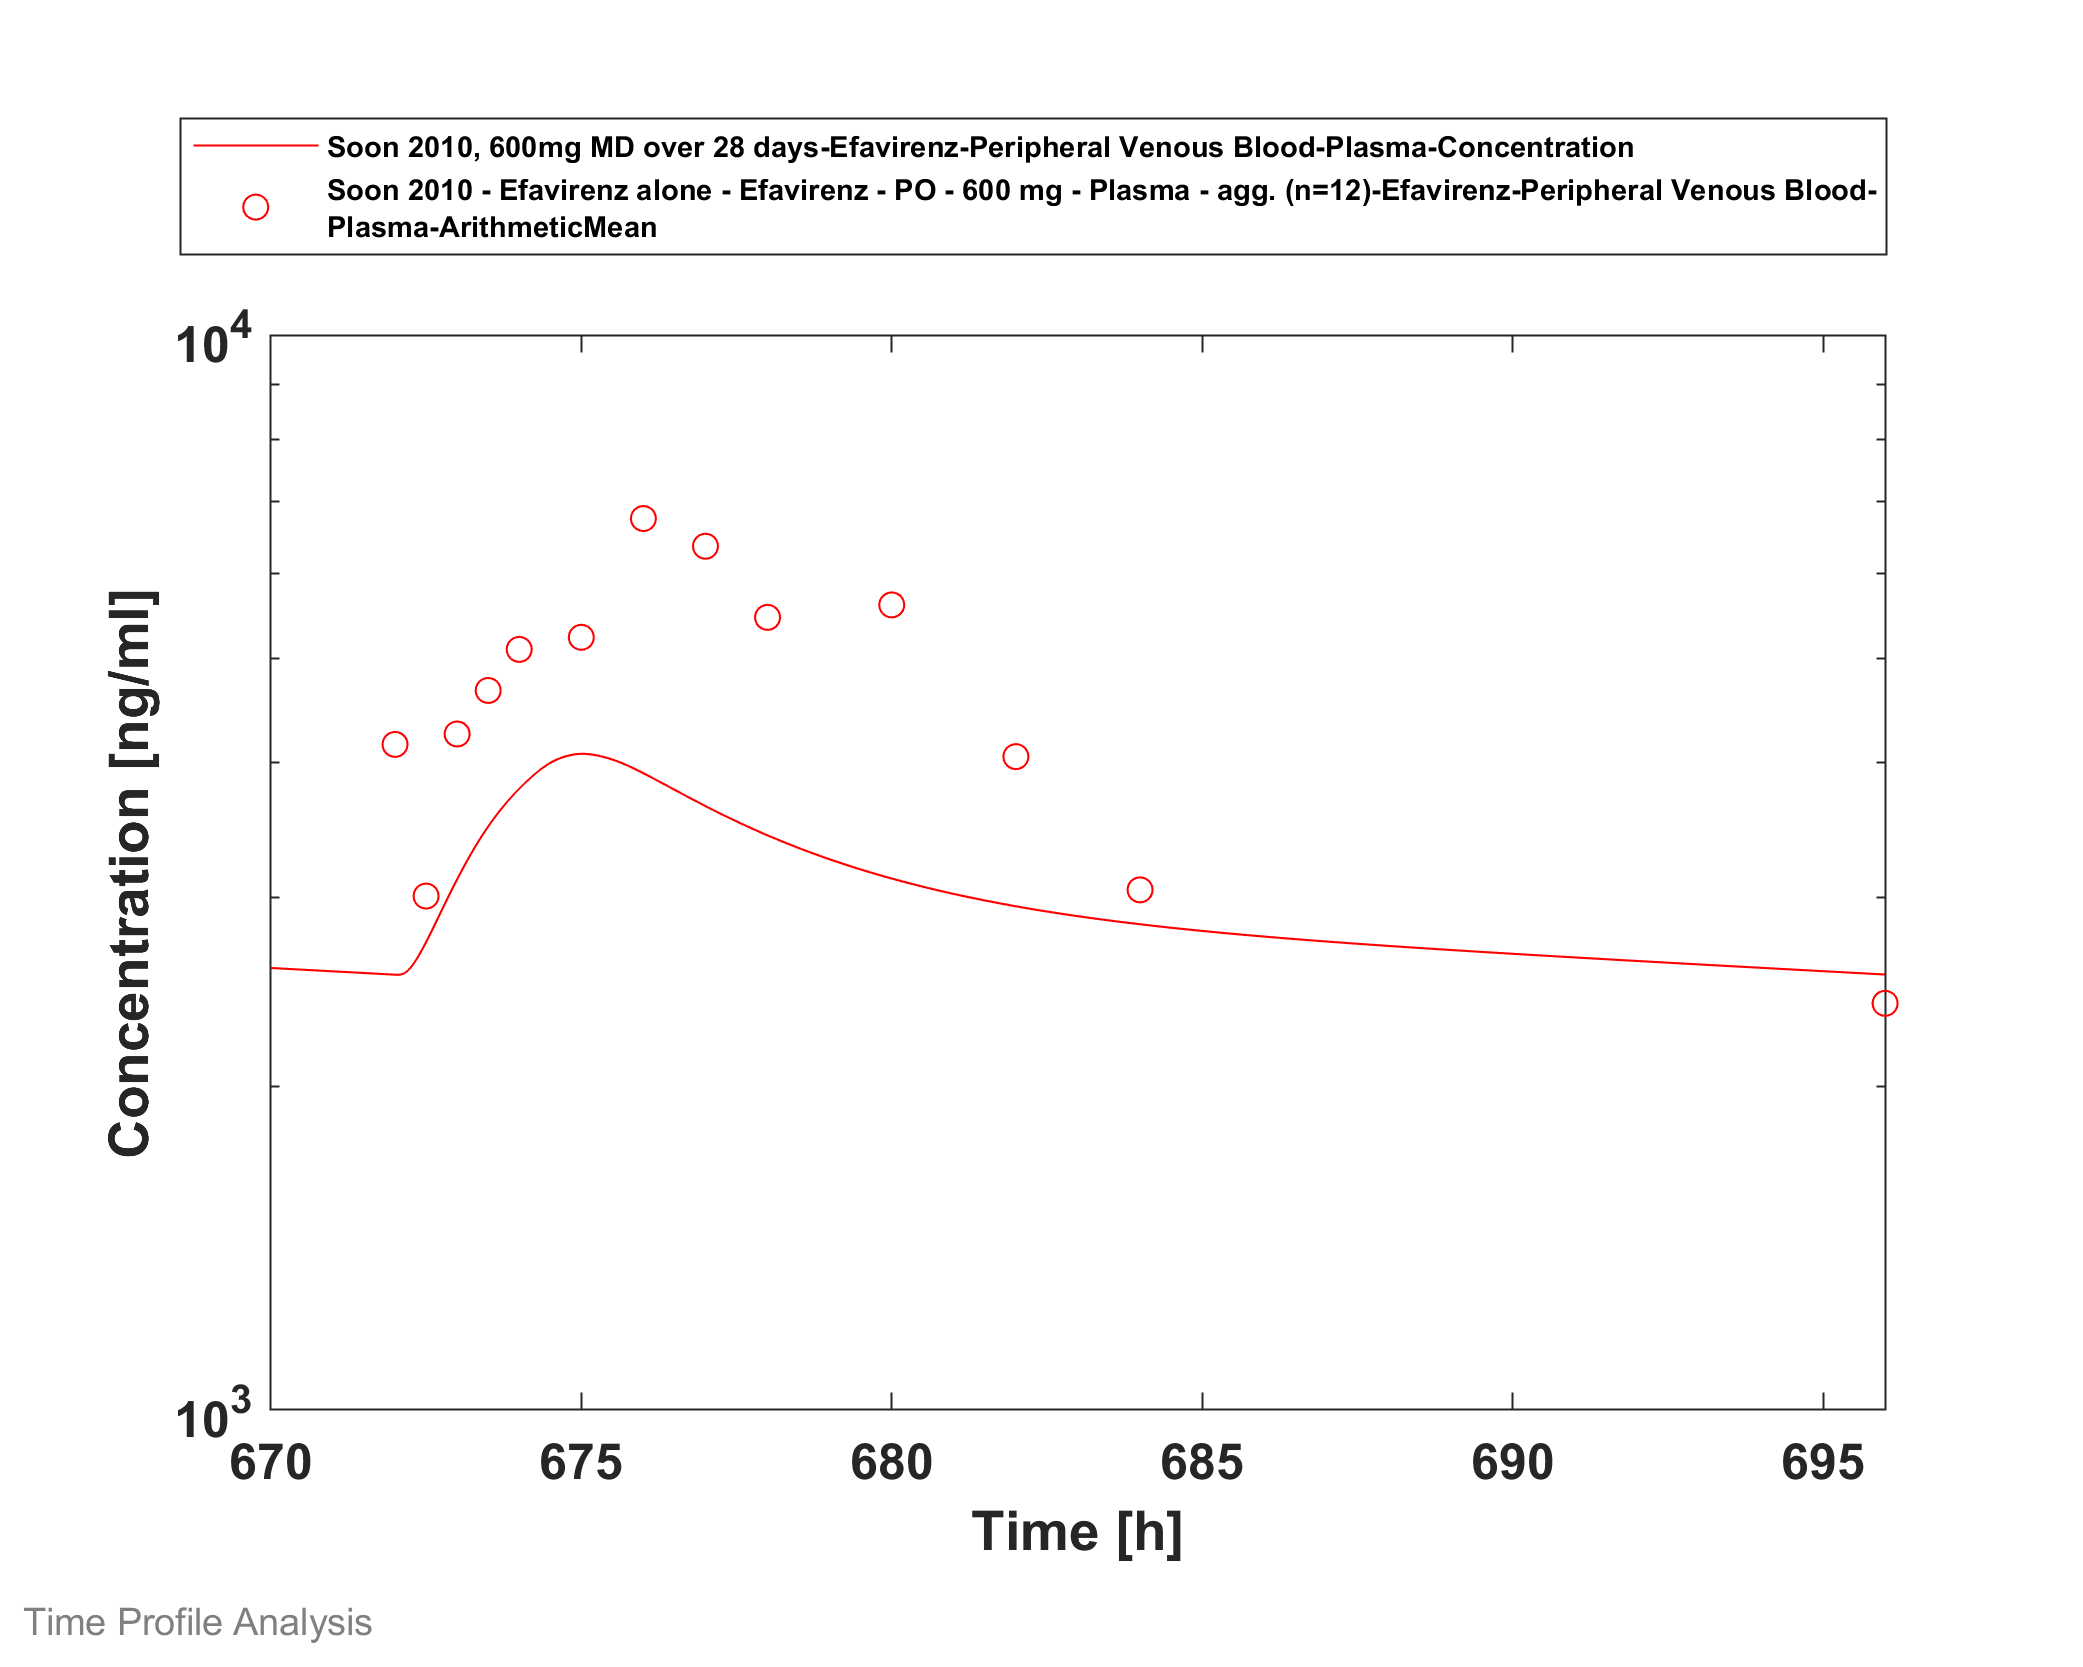 Soon 2010, 600mg MD over 28 days-Efavirenz-Peripheral Venous Blood-Plasma-Concentration
Soon 2010 - Efavirenz alone - Efavirenz - PO - 600 mg - Plasma - agg. (n=12)-Efavirenz-Peripheral Venous Blood-
Plasma-ArithmeticMean
10^4
Concentration [ng/ml]
10^3
670 675 680 685 690 695
Time [h]
Time Profile Analysis